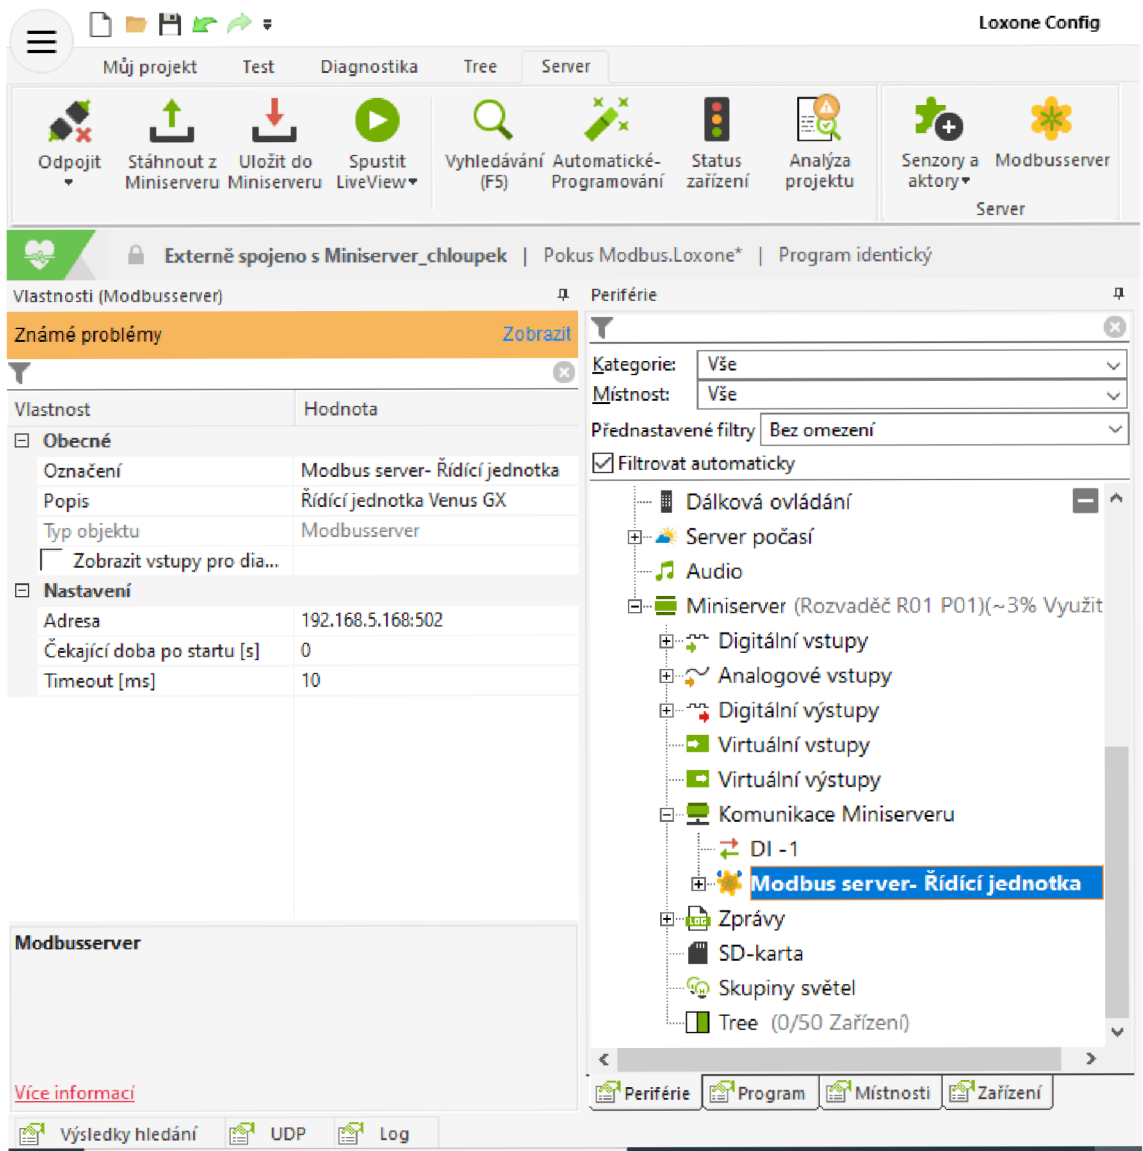 Loxone Config
Můj projekt Test Diagnostika Tree Server
Odpojit Stáhnout z Miniserveru Uložit do Miniserveru Spustit LiveView Vyhledávání (F5) Automatické- Programování Status zařízení Analýza projektu Senzory a aktory Modbusserver
Server
Externě spojeno s Miniserver_chloupek | Pokus Modbus.Loxone* | Program identický
Vlastnosti (Modbusserver)
Známé problémy Zobrazit
Vlastnost Hodnota
Obecné
Označení Modbus server- Řídící jednotka
Popis Řídící jednotka Venus GX
Typ objektu Modbusserver
Zobrazit vstupy pro dia...
Nastavení
Adresa 192.168.5.168:502
Čekající doba po startu [s] 0
Timeout [ms] 10
Modbusserver
Více informací
Periférie
Kategorie: Vše
Místnost: Vše
Přednastavené filtry Bez omezení
Filtrovat automaticky
Dálková ovládání
Server počasí
Audio
Miniserver (Rozvaděč R01 P01)(~3% Využit
Digitální vstupy
Analogové vstupy
Digitální výstupy
Virtuální vstupy
Virtuální výstupy
Komunikace Miniserveru
DI -1
Modbus server- Řídící jednotka
LOG Zprávy
SD-karta
Skupiny světel
Tree (0/50 Zařízení)
Periférie Program Místnosti Zařízení
Výsledky hledání UDP Log